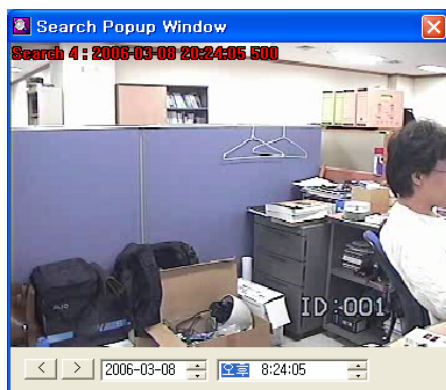 Search Popup Window
Search 4 : 2006-03-08 20:24:05 500
ID:001
< > 2006-03-08 오후 8:24:05